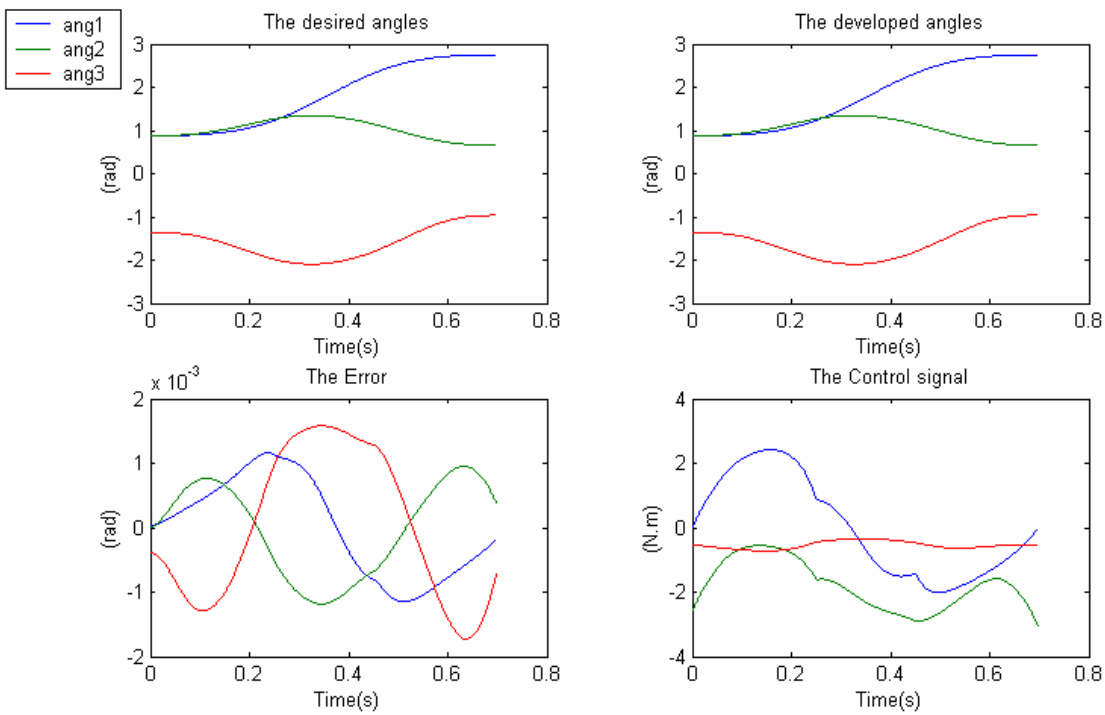 ang1
ang2
ang3
The desired angles
3
2
1
0
-1
-2
-3
(rad)
0
0.2
0.4
0.6
0.8
Time(s)
The developed angles
3
2
1
0
-1
-2
-3
(rad)
0
0.2
0.4
0.6
0.8
Time(s)
x 10-3
The Error
2
1
0
-1
-2
(rad)
0
0.2
0.4
0.6
0.8
Time(s)
The Control signal
4
2
0
-2
-4
(N.m)
0
0.2
0.4
0.6
0.8
Time(s)